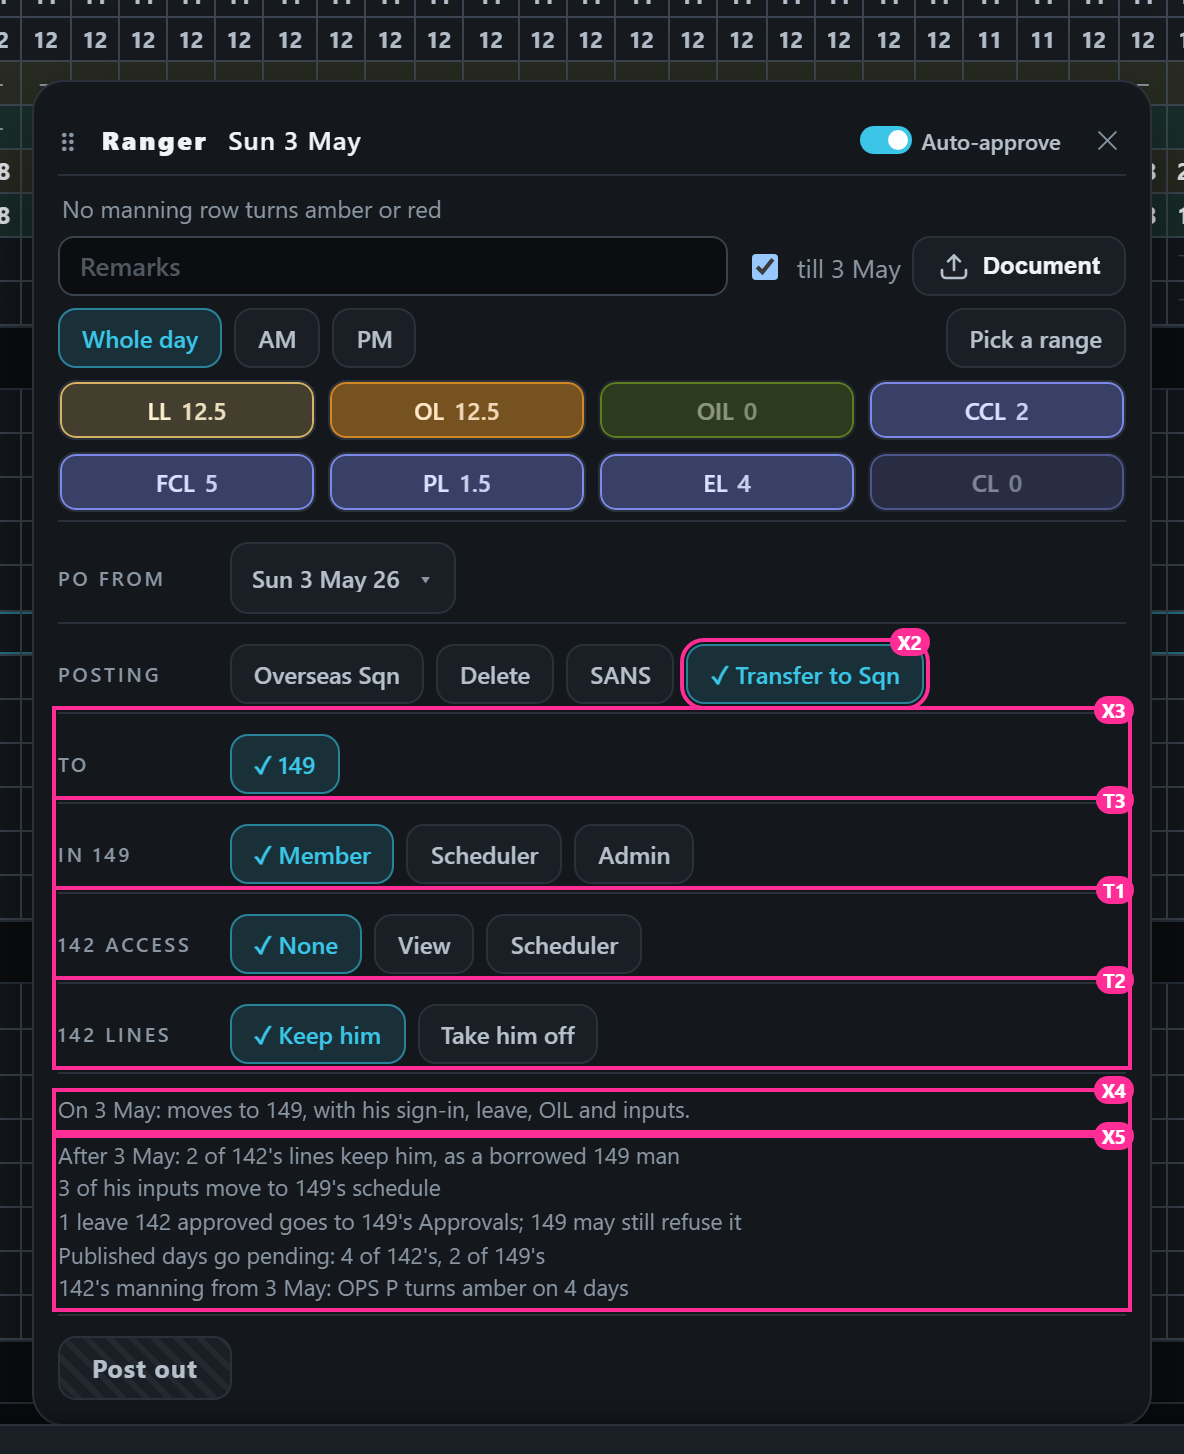 12 12 12 12 12 12 12 12 12 12 12 12 12 12 12 12 12 12 12 11 11 12 12
Ranger Sun 3 May Auto-approve
No manning row turns amber or red
Remarks ✓ till 3 May Document
Whole day AM PM Pick a range
LL 12.5 OL 12.5 OIL 0 CCL 2
FCL 5 PL 1.5 EL 4 CL 0
PO FROM Sun 3 May 26
X2
POSTING Overseas Sqn Delete SANS ✓ Transfer to Sqn
X3
TO ✓ 149
T3
IN 149 ✓ Member Scheduler Admin
T1
142 ACCESS ✓ None View Scheduler
T2
142 LINES ✓ Keep him Take him off
X4
On 3 May: moves to 149, with his sign-in, leave, OIL and inputs.
X5
After 3 May: 2 of 142's lines keep him, as a borrowed 149 man
3 of his inputs move to 149's schedule
1 leave 142 approved goes to 149's Approvals; 149 may still refuse it
Published days go pending: 4 of 142's, 2 of 149's
142's manning from 3 May: OPS P turns amber on 4 days
Post out